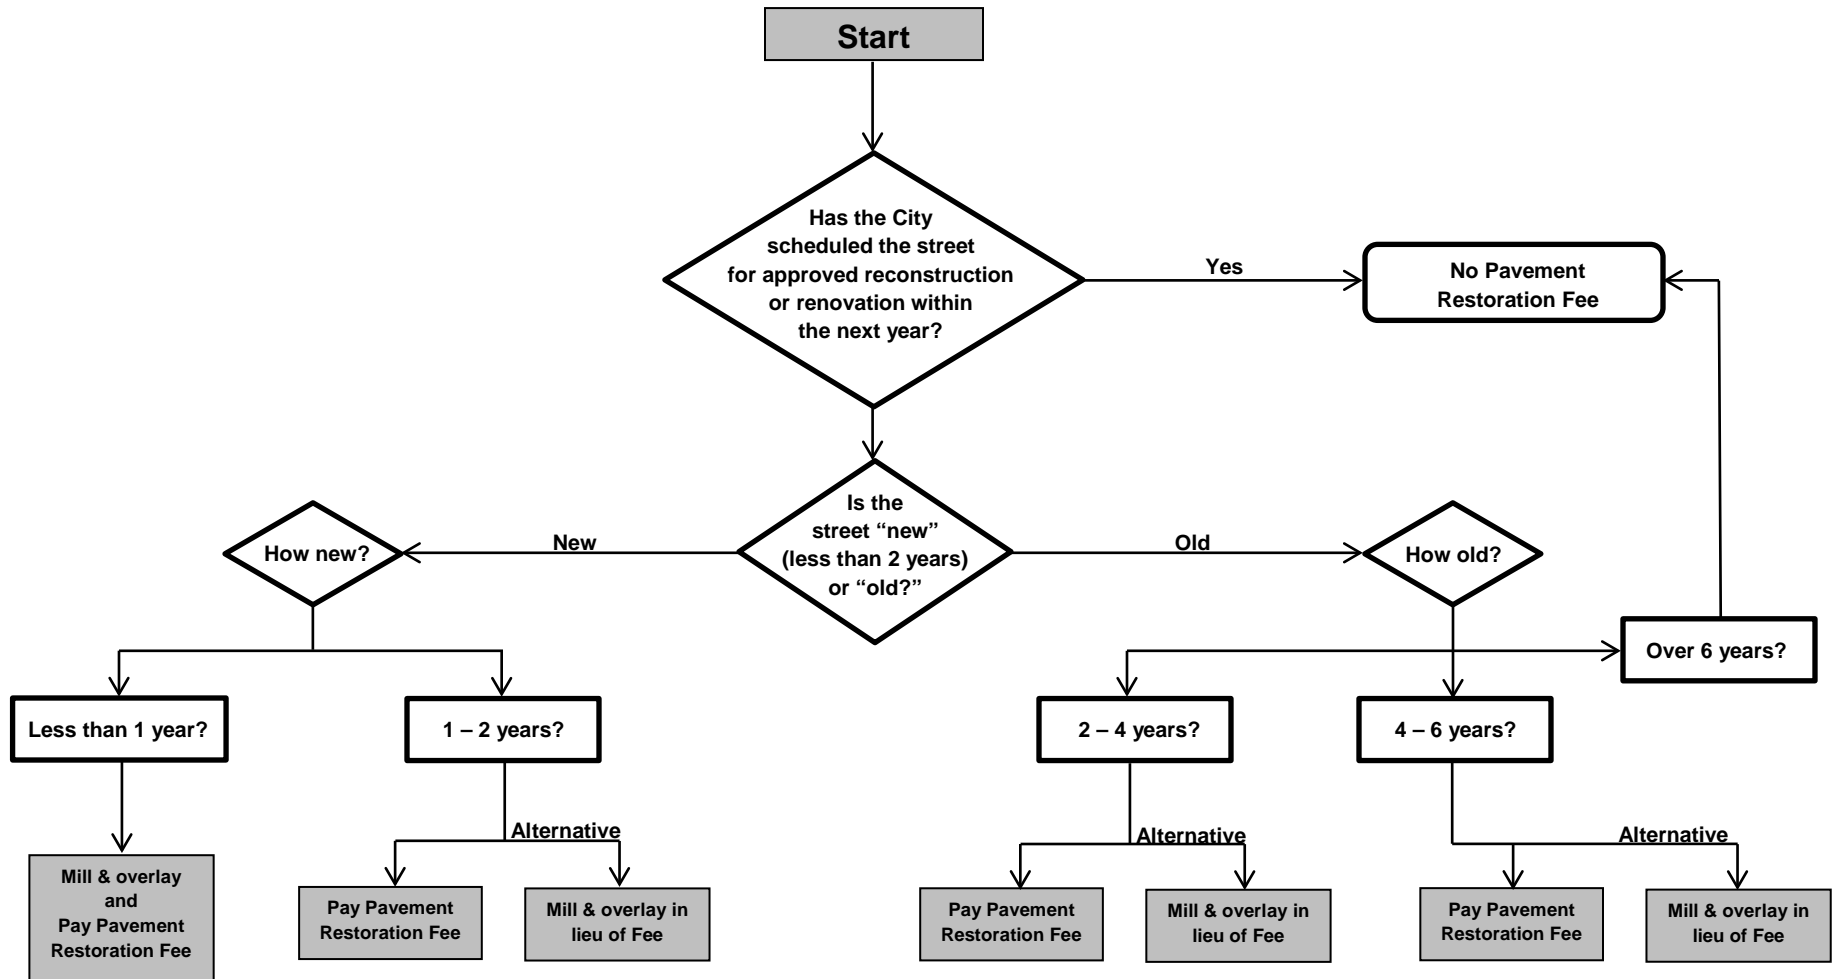 Start
Has the City
scheduled the street
for approved reconstruction
or renovation within
the next year?
Yes
No Pavement
Restoration Fee
Is the
street “new”
(less than 2 years)
or “old?”
New
How new?
Old
How old?
Over 6 years?
Less than 1 year?
1 – 2 years?
2 – 4 years?
4 – 6 years?
Alternative
Alternative
Alternative
Mill & overlay
and
Pay Pavement
Restoration Fee
Pay Pavement
Restoration Fee
Mill & overlay in
lieu of Fee
Pay Pavement
Restoration Fee
Mill & overlay in
lieu of Fee
Pay Pavement
Restoration Fee
Mill & overlay in
lieu of Fee